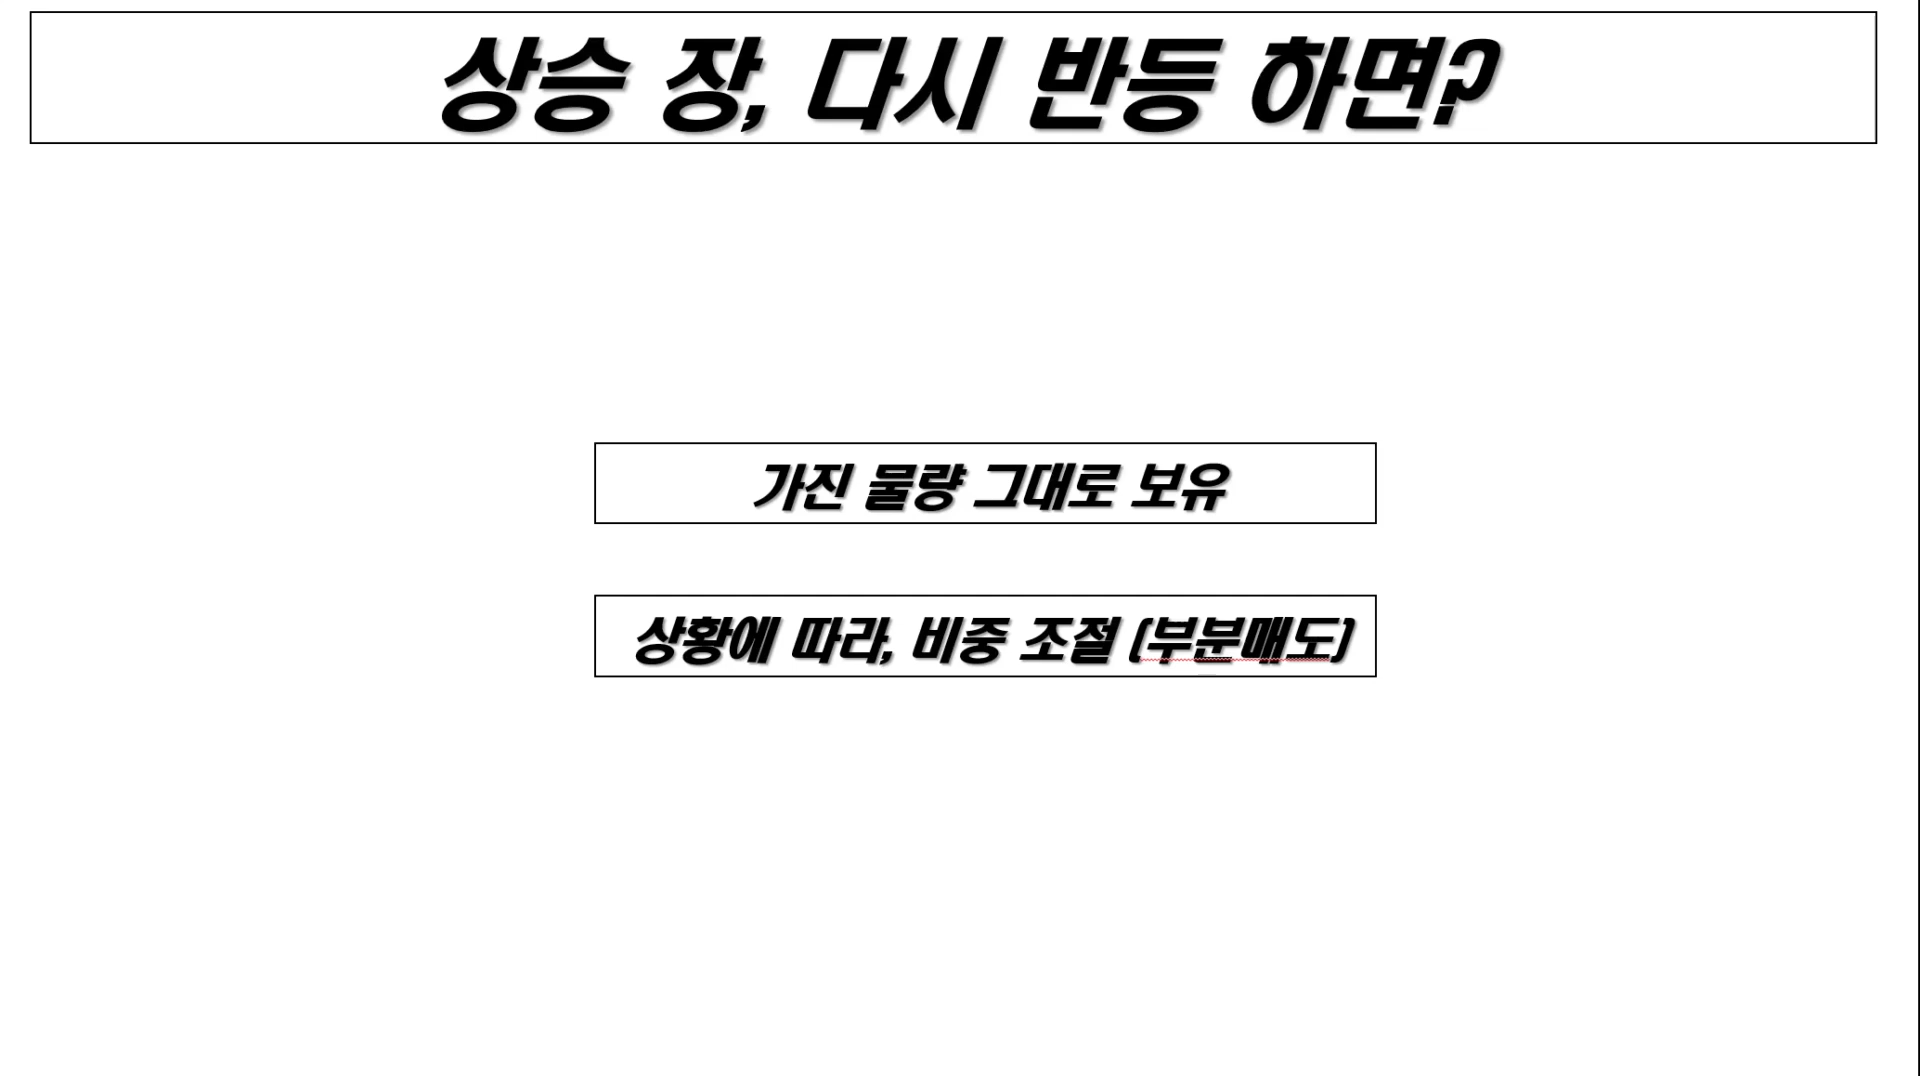 상승 장, 다시 반등 하면?
가진 물량 그대로 보유
상황에 따라, 비중 조절 (부분매도)